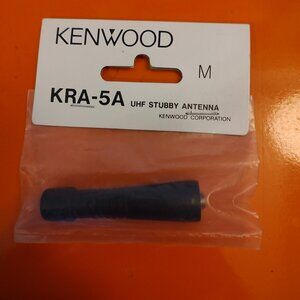 KENWOOD
M
KRA-5A UHF STUBBY ANTENNA
KENWOOD CORPORATION